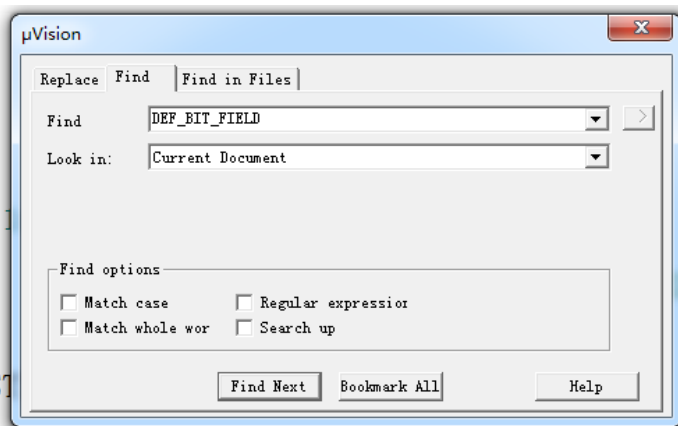 μVision
Replace Find Find in Files
Find DEF_BIT_FIELD
Look in: Current Document
Find options
Match case Regular expression
Match whole wor Search up
Find Next Bookmark All Help